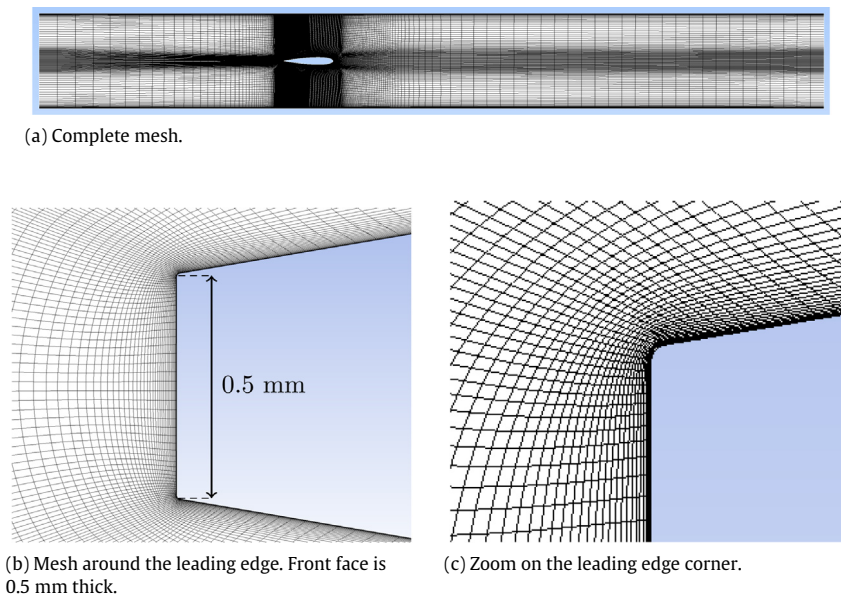 (a) Complete mesh.
0.5 mm
(b) Mesh around the leading edge. Front face is
0.5 mm thick.
(c) Zoom on the leading edge corner.